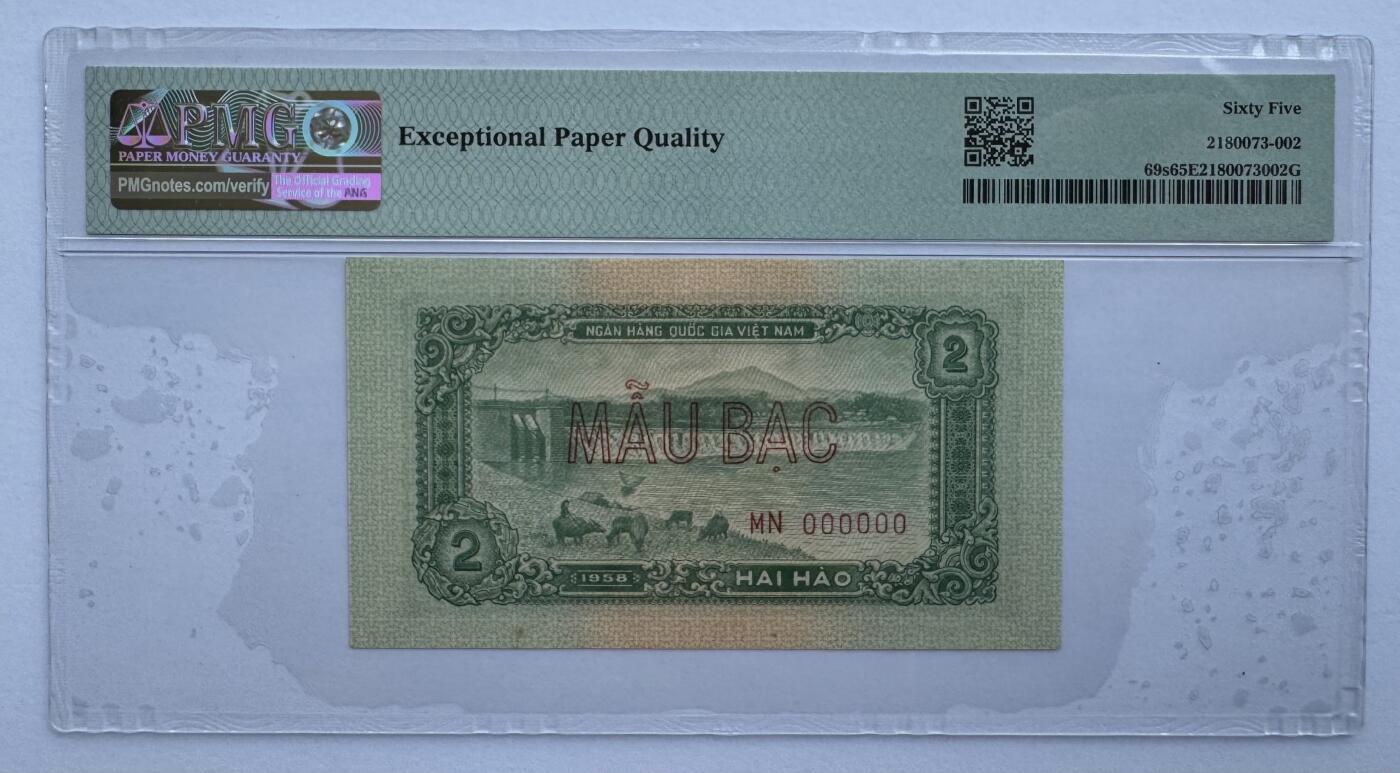 PMG
PAPER MONEY GUARANTY
PMGnotes.com/verify
The Official Grading
Service of the ANA
Exceptional Paper Quality
Sixty Five
2180073-002
69s65E2180073002G
NGÂN HÀNG QUỐC GIA VIỆT NAM
2
MẪU BẠC
MN 000000
2
1958
HAI HÀO